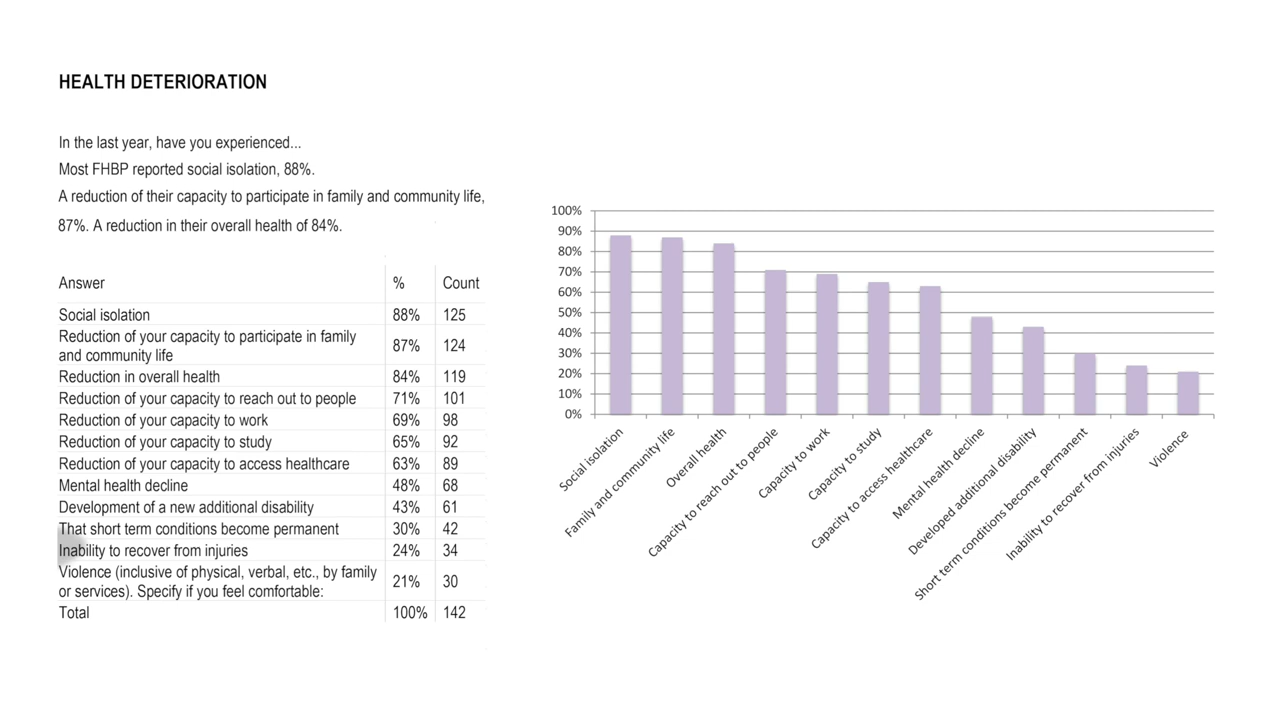 HEALTH DETERIORATION
In the last year, have you experienced...
Most FHBP reported social isolation, 88%.
A reduction of their capacity to participate in family and community life,
87%. A reduction in their overall health of 84%.
Answer % Count
Social isolation 88% 125
Reduction of your capacity to participate in family
and community life 87% 124
Reduction in overall health 84% 119
Reduction of your capacity to reach out to people 71% 101
Reduction of your capacity to work 69% 98
Reduction of your capacity to study 65% 92
Reduction of your capacity to access healthcare 63% 89
Mental health decline 48% 68
Development of a new additional disability 43% 61
That short term conditions become permanent 30% 42
Inability to recover from injuries 24% 34
Violence (inclusive of physical, verbal, etc., by family
or services). Specify if you feel comfortable: 21% 30
Total 100% 142
100%
90%
80%
70%
60%
50%
40%
30%
20%
10%
0%
Social isolation
Family and community life
Overall health
Capacity to reach out to people
Capacity to work
Capacity to study
Capacity to access healthcare
Mental health decline
Developed additional disability
Short term conditions become permanent
Inability to recover from injuries
Violence